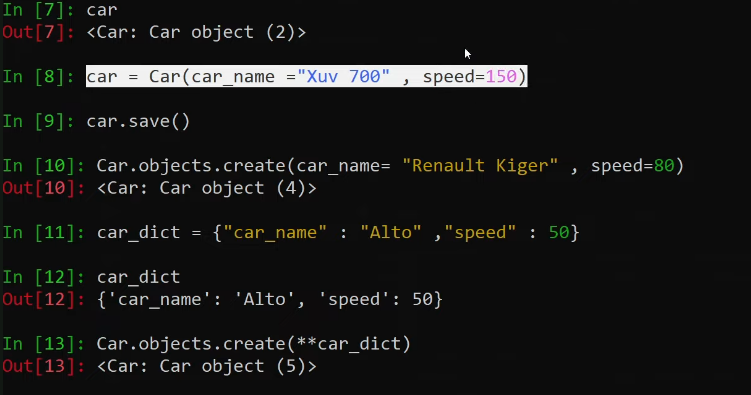 In [7]: car
Out[7]: <Car: Car object (2)>
In [8]: car = Car(car_name ="Xuv 700" , speed=150)
In [9]: car.save()
In [10]: Car.objects.create(car_name= "Renault Kiger" , speed=80)
Out[10]: <Car: Car object (4)>
In [11]: car_dict = {"car_name" : "Alto" ,"speed" : 50}
In [12]: car_dict
Out[12]: {'car_name': 'Alto', 'speed': 50}
In [13]: Car.objects.create(**car_dict)
Out[13]: <Car: Car object (5)>